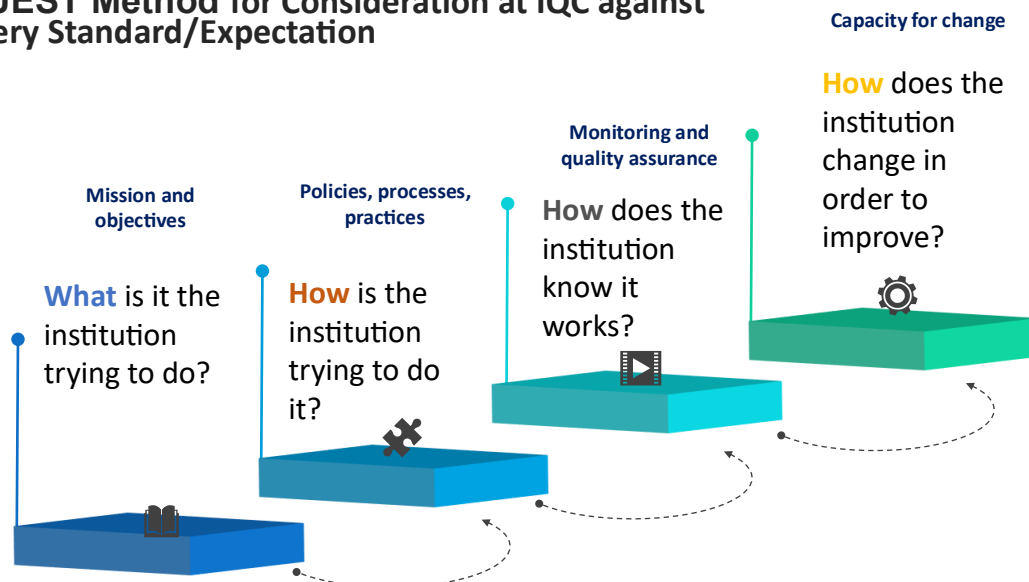 JEST Method for Consideration at IQC against
ery Standard/Expectation
Capacity for change
How does the
institution
change in
order to
improve?
Monitoring and
quality assurance
How does the
institution
know it
works?
Policies, processes,
practices
How is the
institution
trying to do
it?
Mission and
objectives
What is it the
institution
trying to do?